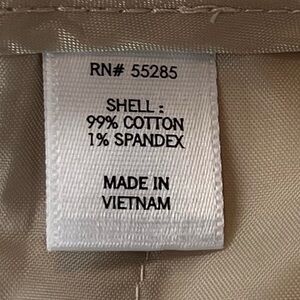 RN# 55285
SHELL :
99% COTTON
1% SPANDEX
MADE IN
VIETNAM